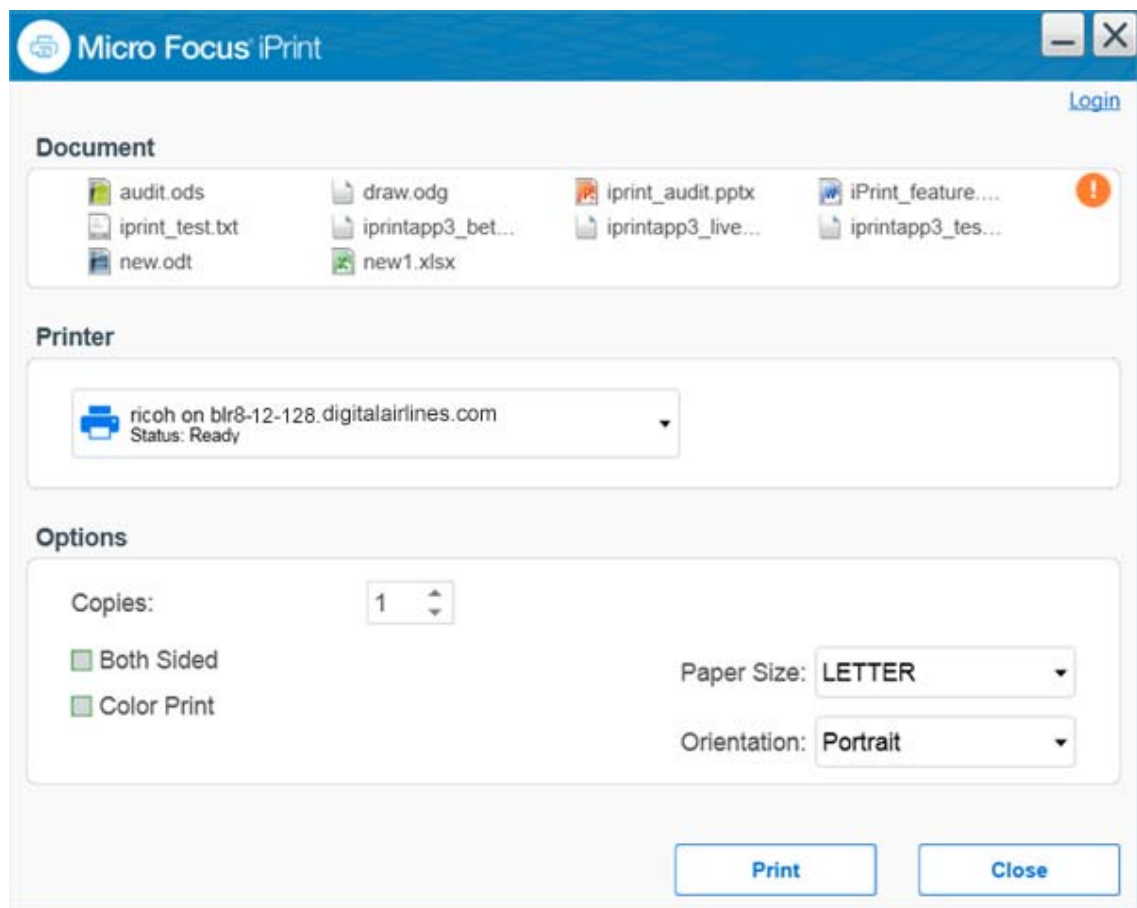 Micro Focus iPrint
Login
Document
audit.ods draw.odg iprint_audit.pptx iPrint_feature....
iprint_test.txt iprintapp3_bet... iprintapp3_live... iprintapp3_tes...
new.odt new1.xlsx
Printer
ricoh on blr8-12-128.digitalairlines.com
Status: Ready
Options
Copies: 1
Both Sided
Paper Size: LETTER
Color Print
Orientation: Portrait
Print Close